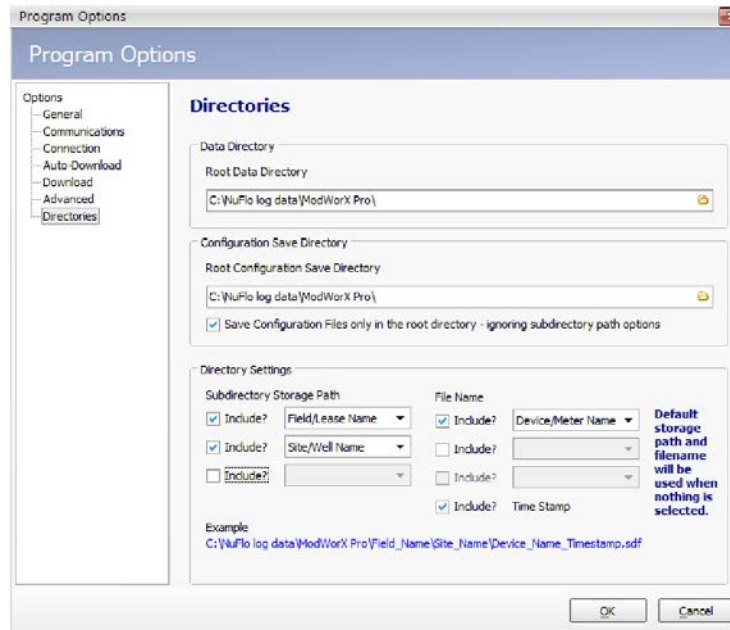 Program Options
Program Options
Options
General
Communications
Connection
Auto-Download
Download
Advanced
Directories
Directories
Data Directory
Root Data Directory
C:\NuFlo log data\ModWorX Pro\
Configuration Save Directory
Root Configuration Save Directory
C:\NuFlo log data\ModWorX Pro\
Save Configuration Files only in the root directory - ignoring subdirectory path options
Directory Settings
Subdirectory Storage Path
Include? Field/Lease Name
Include? Site/Well Name
Include?
File Name
Include? Device/Meter Name
Include?
Include?
Include? Time Stamp
Default
storage
path and
filename
will be
used when
nothing is
selected.
Example
C:\NuFlo log data\ModWorX Pro\Field_Name\Site_Name\Device_Name_Timestamp.sdf
OK Cancel